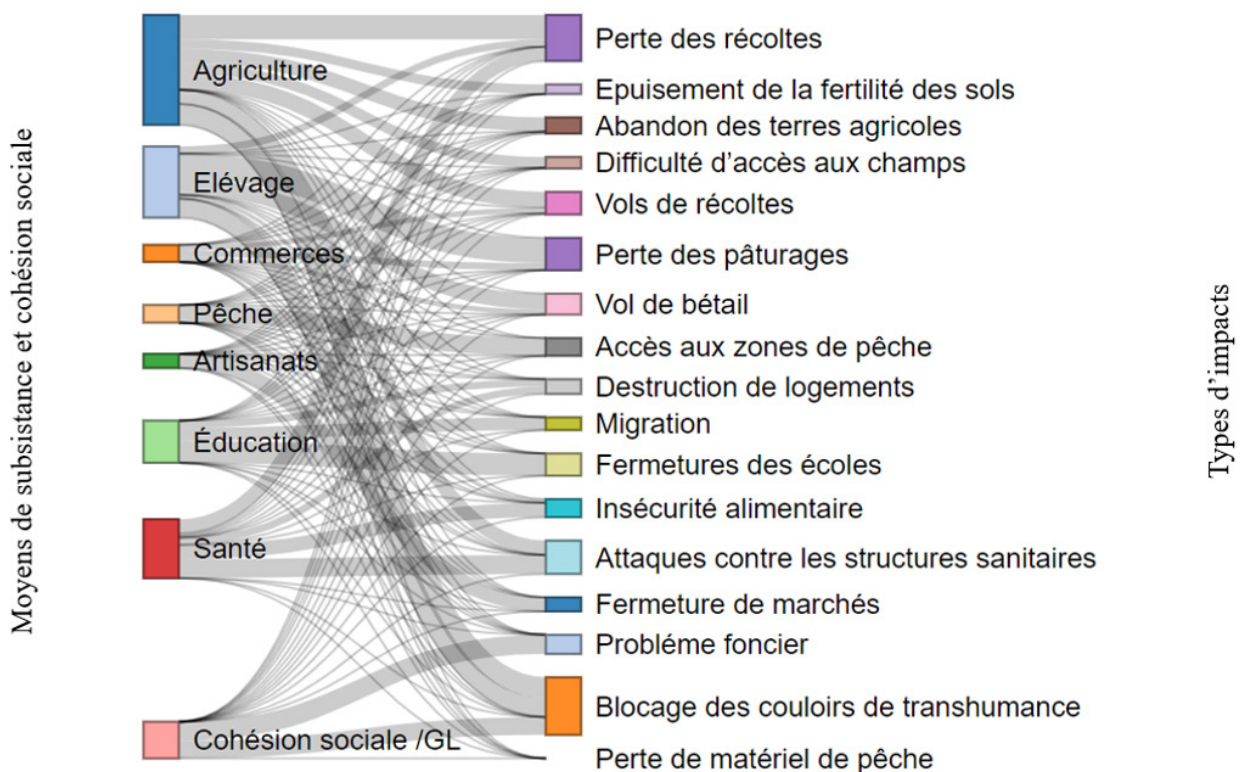 Moyens de subsistance et cohésion sociale
Agriculture
Elévage
Commerces
Pêche
Artisanats
Éducation
Santé
Cohésion sociale /GL
Perte des récoltes
Epuisement de la fertilité des sols
Abandon des terres agricoles
Difficulté d’accès aux champs
Vols de récoltes
Perte des pâturages
Vol de bétail
Accès aux zones de pêche
Destruction de logements
Migration
Fermetures des écoles
Insécurité alimentaire
Attaques contre les structures sanitaires
Fermeture de marchés
Probléme foncier
Blocage des couloirs de transhumance
Perte de matériel de pêche
Types d’impacts